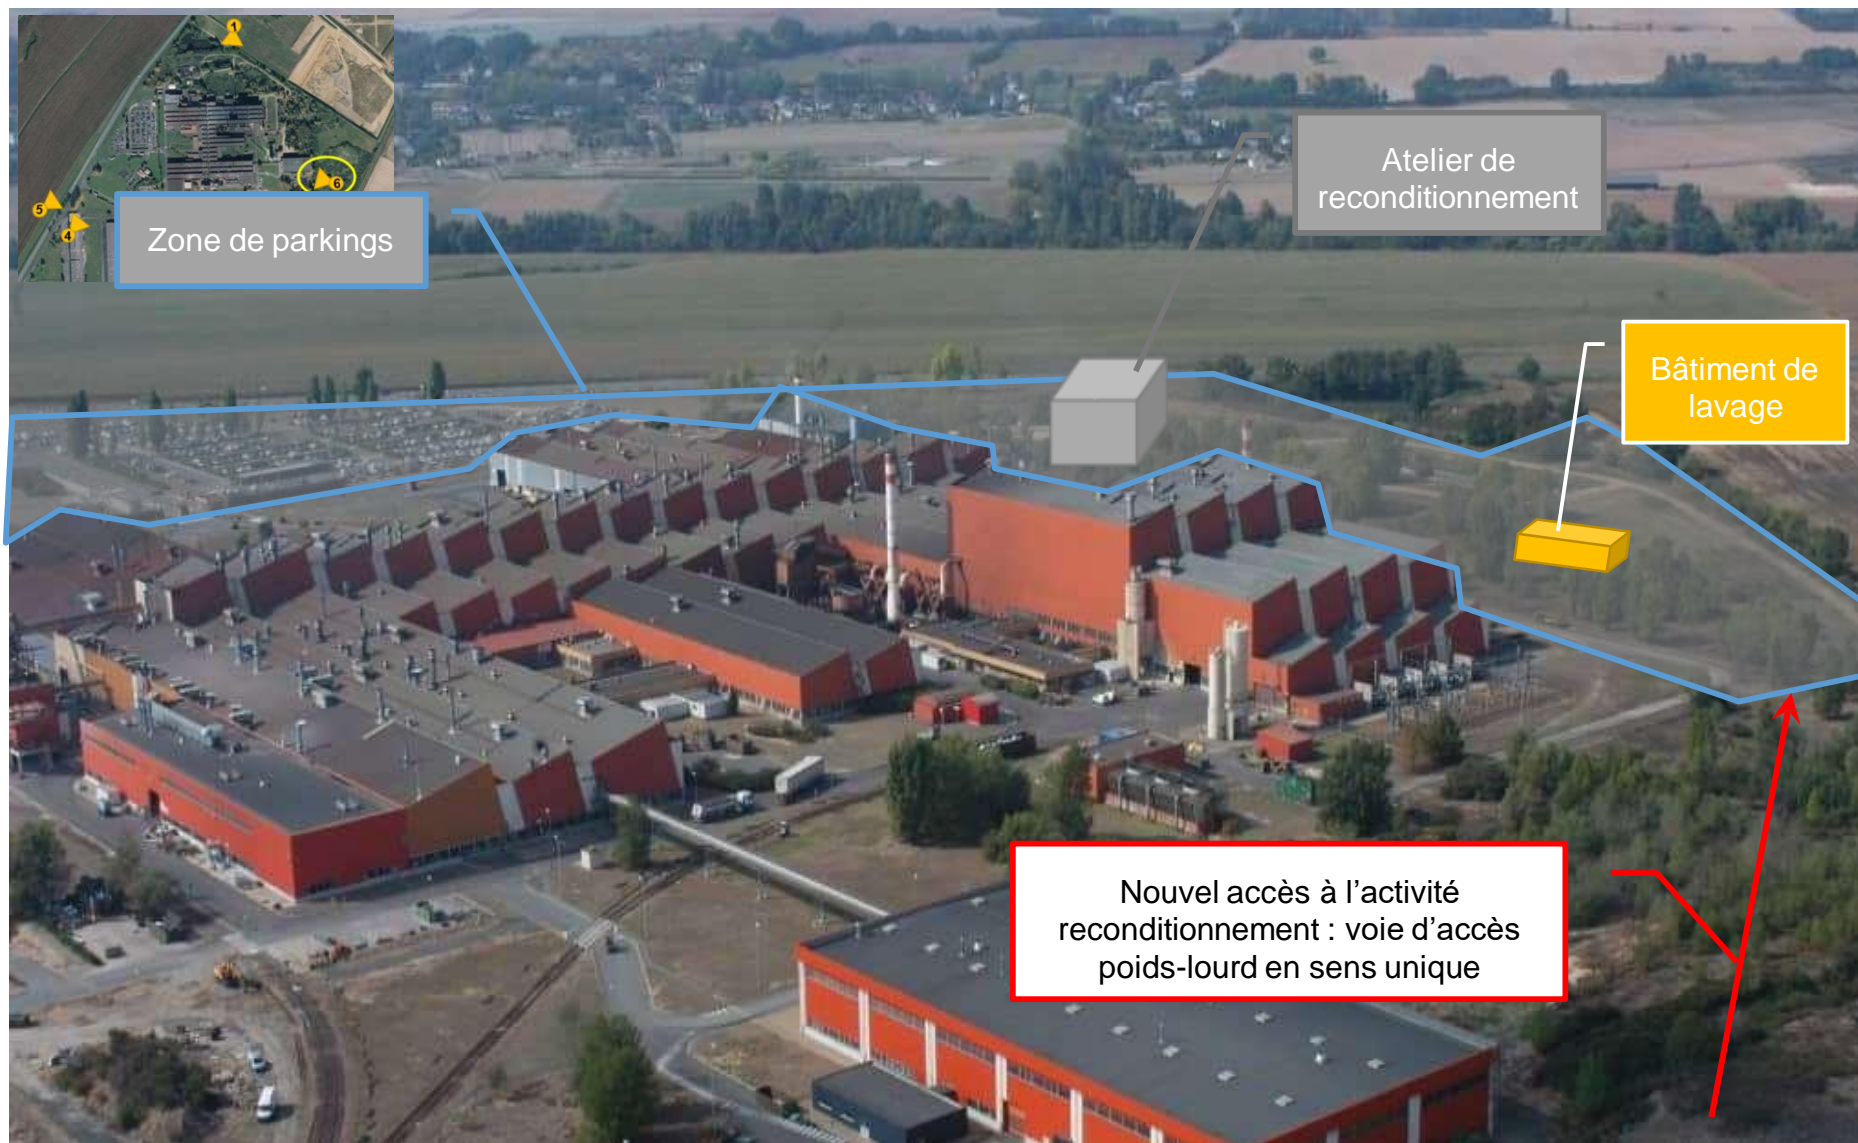 1
6
5
4
Zone de parkings
Atelier de
reconditionnement
Bâtiment de
lavage
Nouvel accès à l’activité
reconditionnement : voie d’accès
poids-lourd en sens unique